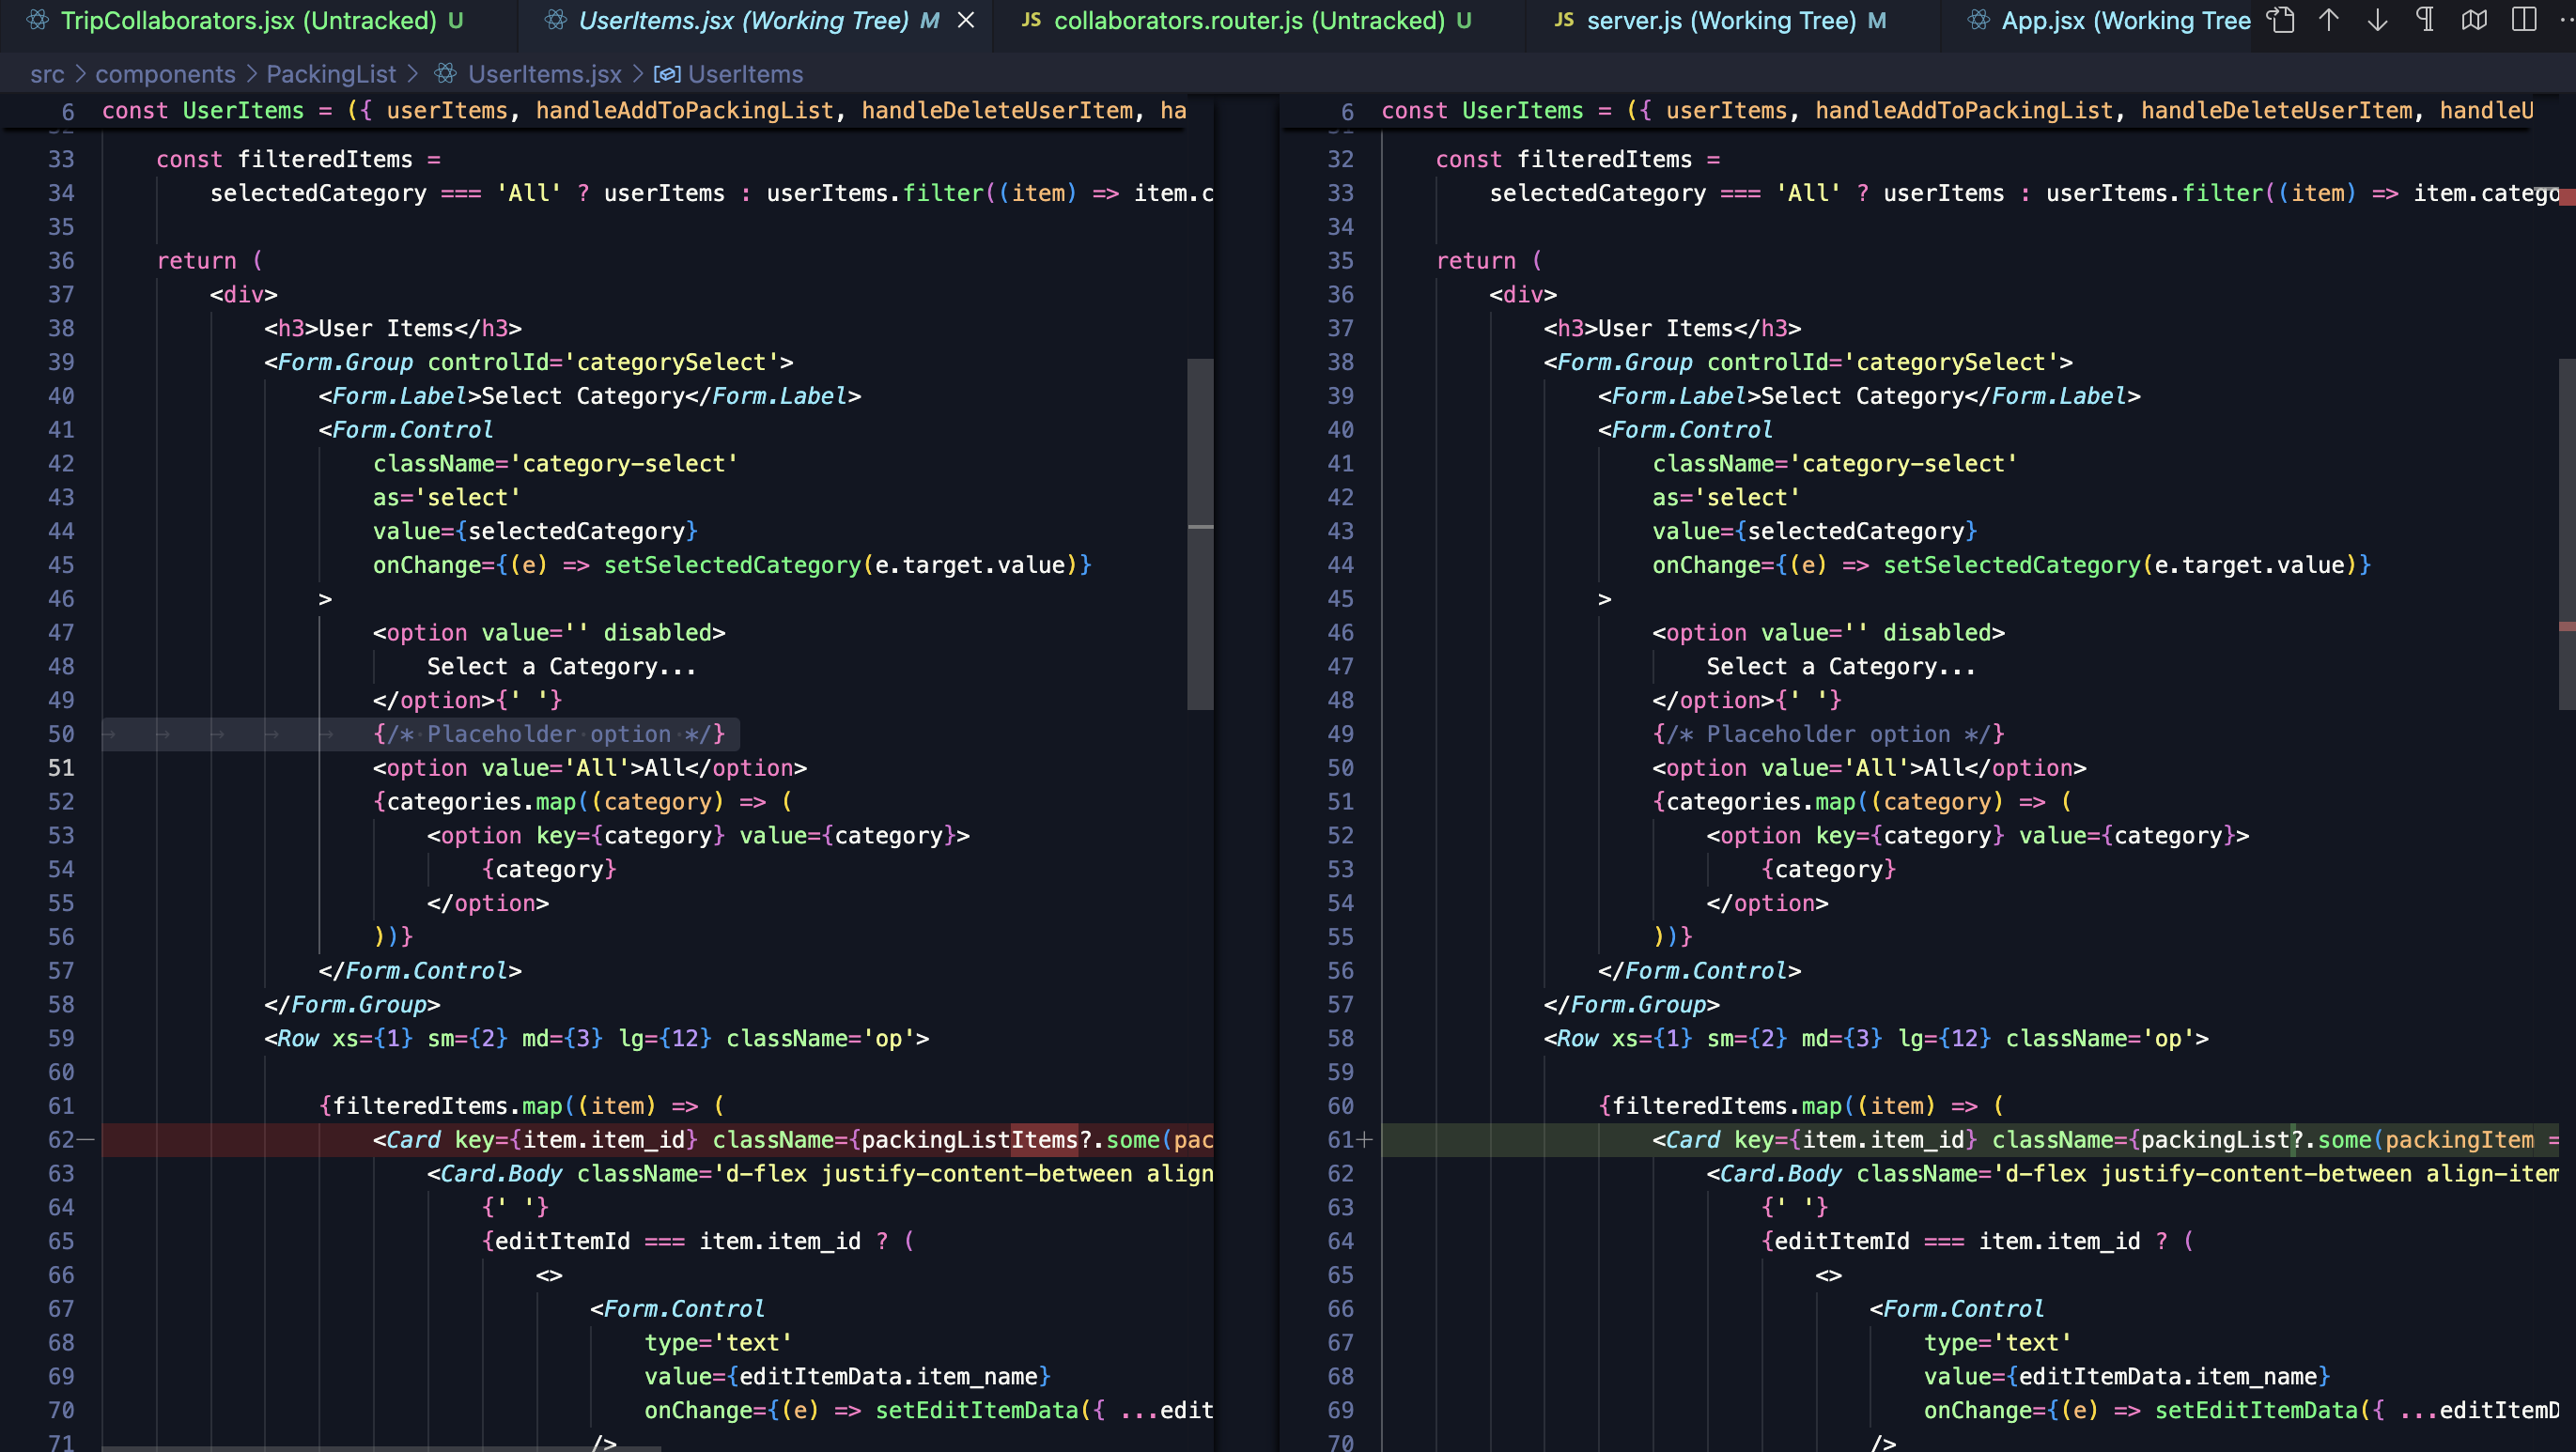 TripCollaborators.jsx (Untracked) U
UserItems.jsx (Working Tree) M
JS collaborators.router.js (Untracked) U
JS server.js (Working Tree) M
App.jsx (Working Tree
src > components > PackingList > UserItems.jsx > UserItems
6 const UserItems = ({ userItems, handleAddToPackingList, handleDeleteUserItem, ha
33 const filteredItems =
34 selectedCategory === 'All' ? userItems : userItems.filter((item) => item.c
35
36 return (
37 <div>
38 <h3>User Items</h3>
39 <Form.Group controlId='categorySelect'>
40 <Form.Label>Select Category</Form.Label>
41 <Form.Control
42 className='category-select'
43 as='select'
44 value={selectedCategory}
45 onChange={(e) => setSelectedCategory(e.target.value)}
46 >
47 <option value='' disabled>
48 Select a Category...
49 </option>{' '}
50 {/* Placeholder option */}
51 <option value='All'>All</option>
52 {categories.map((category) => (
53 <option key={category} value={category}>
54 {category}
55 </option>
56 ))}
57 </Form.Control>
58 </Form.Group>
59 <Row xs={1} sm={2} md={3} lg={12} className='op'>
60
61 {filteredItems.map((item) => (
62 <Card key={item.item_id} className={packingListItems?.some(pac
63 <Card.Body className='d-flex justify-content-between align
64 {' '}
65 {editItemId === item.item_id ? (
66 <>
67 <Form.Control
68 type='text'
69 value={editItemData.item_name}
70 onChange={(e) => setEditItemData({ ...edit
71 />
6 const UserItems = ({ userItems, handleAddToPackingList, handleDeleteUserItem, handleU
32 const filteredItems =
33 selectedCategory === 'All' ? userItems : userItems.filter((item) => item.catego
34
35 return (
36 <div>
37 <h3>User Items</h3>
38 <Form.Group controlId='categorySelect'>
39 <Form.Label>Select Category</Form.Label>
40 <Form.Control
41 className='category-select'
42 as='select'
43 value={selectedCategory}
44 onChange={(e) => setSelectedCategory(e.target.value)}
45 >
46 <option value='' disabled>
47 Select a Category...
48 </option>{' '}
49 {/* Placeholder option */}
50 <option value='All'>All</option>
51 {categories.map((category) => (
52 <option key={category} value={category}>
53 {category}
54 </option>
55 ))}
56 </Form.Control>
57 </Form.Group>
58 <Row xs={1} sm={2} md={3} lg={12} className='op'>
59
60 {filteredItems.map((item) => (
61 <Card key={item.item_id} className={packingList?.some(packingItem =
62 <Card.Body className='d-flex justify-content-between align-item
63 {' '}
64 {editItemId === item.item_id ? (
65 <>
66 <Form.Control
67 type='text'
68 value={editItemData.item_name}
69 onChange={(e) => setEditItemData({ ...editItemD
70 />